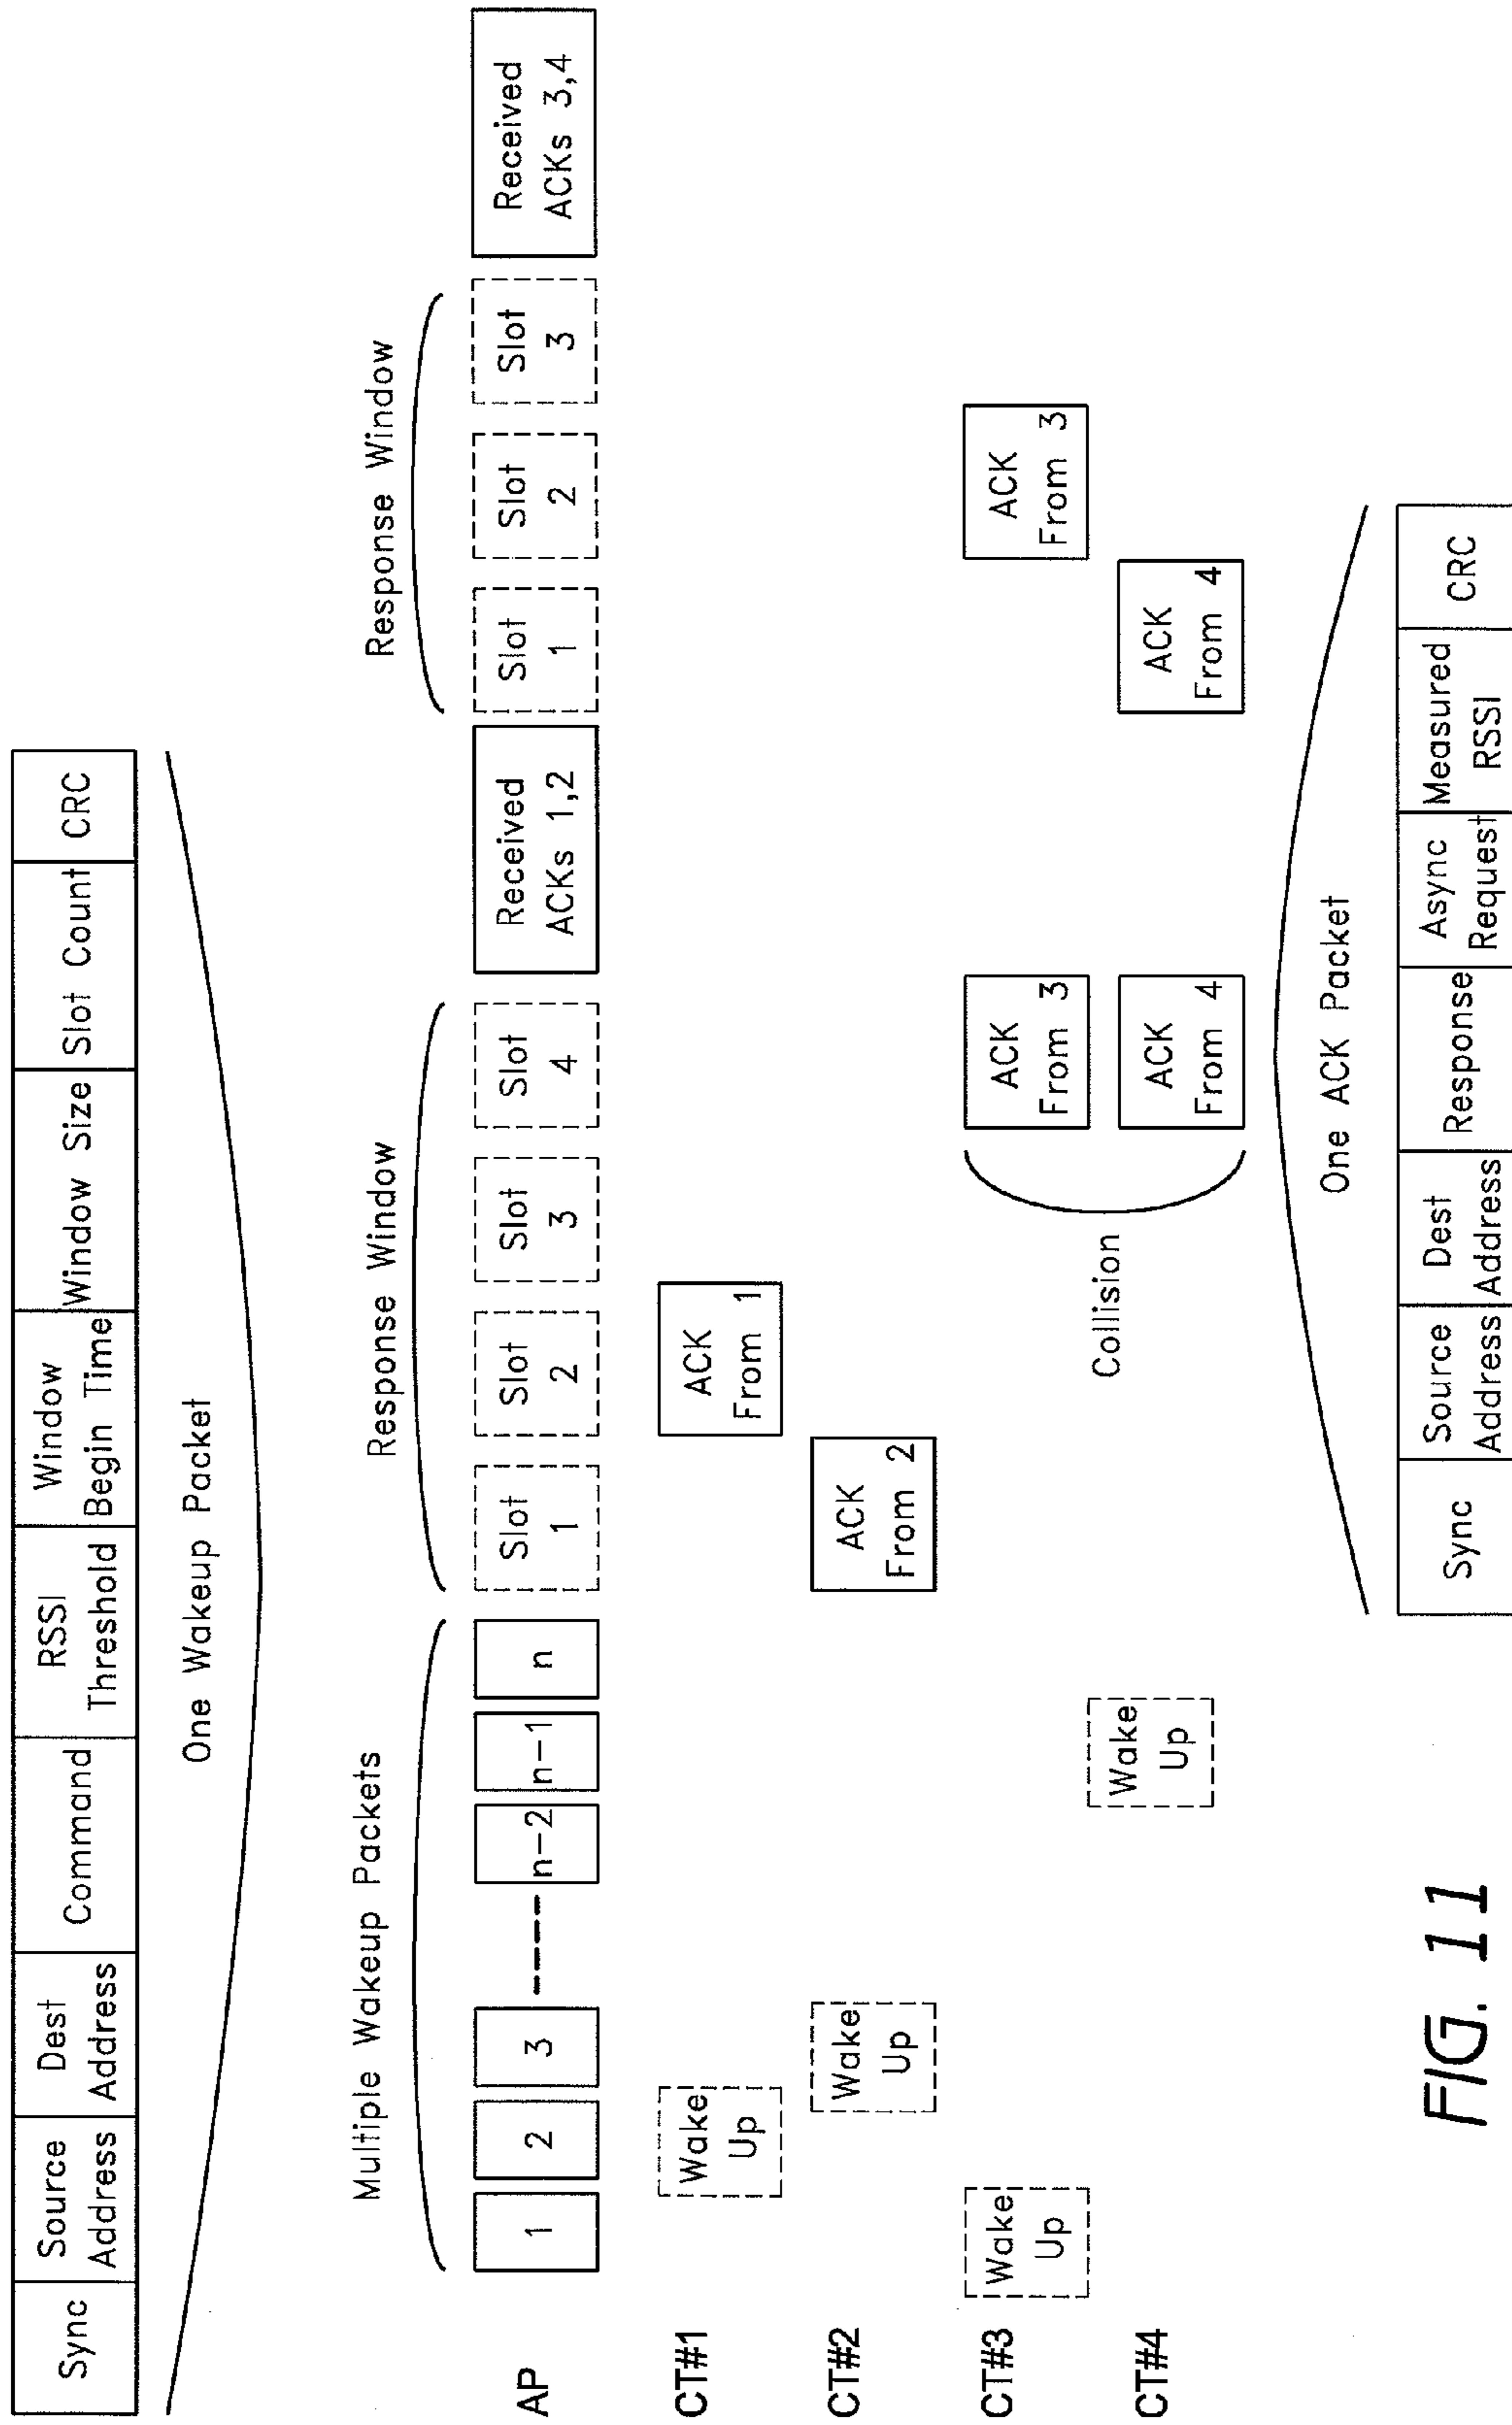 Sync
Source
Address
Dest
Address
Command
RSSI
Threshold
Window
Begin Time
Window Size
Slot Count
CRC
One Wakeup Packet
Multiple Wakeup Packets
Response Window
Response Window
AP
1
2
3
n-2
n-1
n
Slot
1
Slot
2
Slot
3
Slot
4
Received
ACKs 1,2
Slot
1
Slot
2
Slot
3
Received
ACKs 3,4
CT#1
Wake
Up
ACK
From 1
CT#2
Wake
Up
ACK
From 2
CT#3
Wake
Up
ACK
From 3
ACK
From 3
Collision
CT#4
Wake
Up
ACK
From 4
ACK
From 4
One ACK Packet
Sync
Source
Address
Dest
Address
Response
Async
Request
Measured
RSSI
CRC
FIG. 11